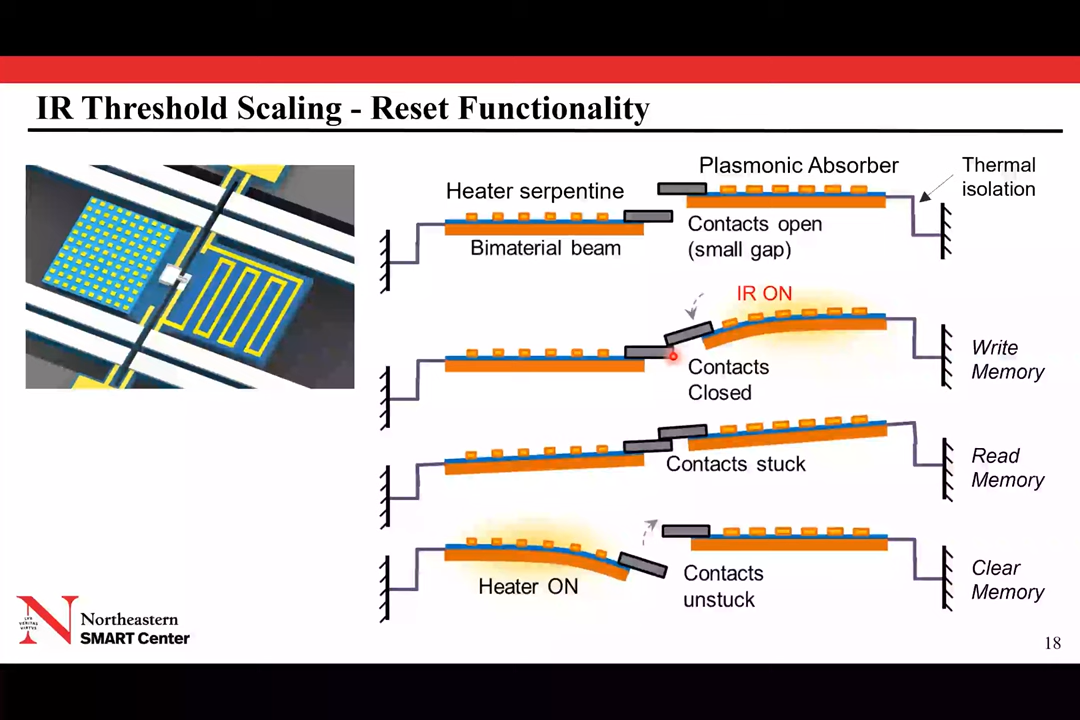 IR Threshold Scaling - Reset Functionality
Plasmonic Absorber
Thermal
isolation
Heater serpentine
Contacts open
(small gap)
Bimaterial beam
IR ON
Contacts
Closed
Write
Memory
Contacts stuck
Read
Memory
Heater ON
Contacts
unstuck
Clear
Memory
N
Northeastern
SMART Center
18